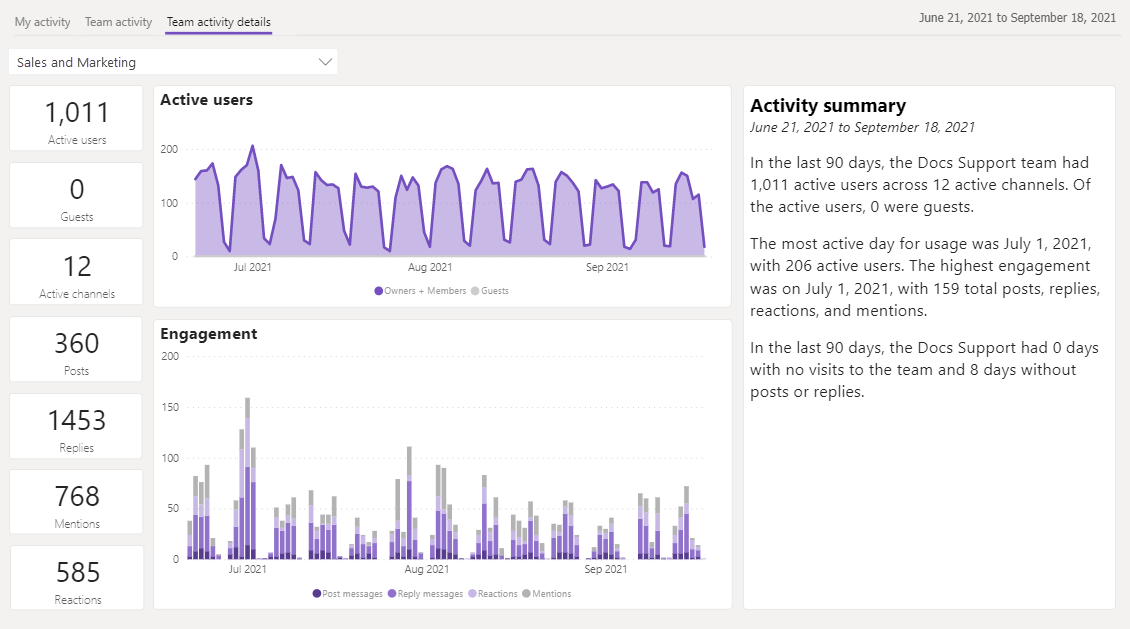 My activity Team activity Team activity details
June 21, 2021 to September 18, 2021
Sales and Marketing
1,011
Active users
0
Guests
12
Active channels
360
Posts
1453
Replies
768
Mentions
585
Reactions
Active users
200
100
0
Jul 2021 Aug 2021 Sep 2021
Owners + Members Guests
Engagement
200
150
100
50
0
Jul 2021 Aug 2021 Sep 2021
Post messages Reply messages Reactions Mentions
Activity summary
June 21, 2021 to September 18, 2021
In the last 90 days, the Docs Support team had
1,011 active users across 12 active channels. Of
the active users, 0 were guests.
The most active day for usage was July 1, 2021,
with 206 active users. The highest engagement
was on July 1, 2021, with 159 total posts, replies,
reactions, and mentions.
In the last 90 days, the Docs Support had 0 days
with no visits to the team and 8 days without
posts or replies.